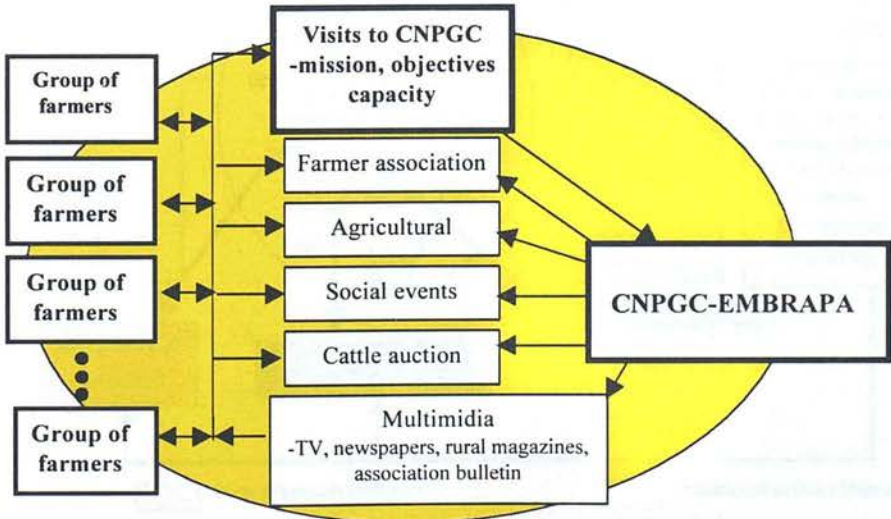 Visits to CNPGC
-mission, objectives
capacity
Group of
farmers
Farmer association
Group of
farmers
Agricultural
Group of
farmers
Social events
CNPGC-EMBRAPA
Cattle auction
Group of
farmers
Multimidia
-TV, newspapers, rural magazines,
association bulletin